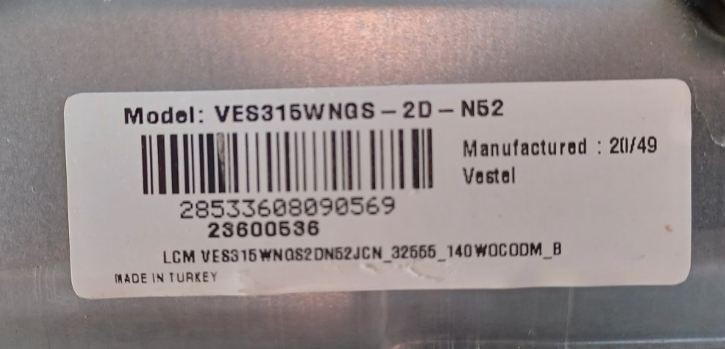 Model: VES315WNGS-2D-N52
Manufactured : 20/49
Vestel
28533608090569
23600536
LCM VES315WNGS2DN52JCN_32555_140WOCODM_B
MADE IN TURKEY